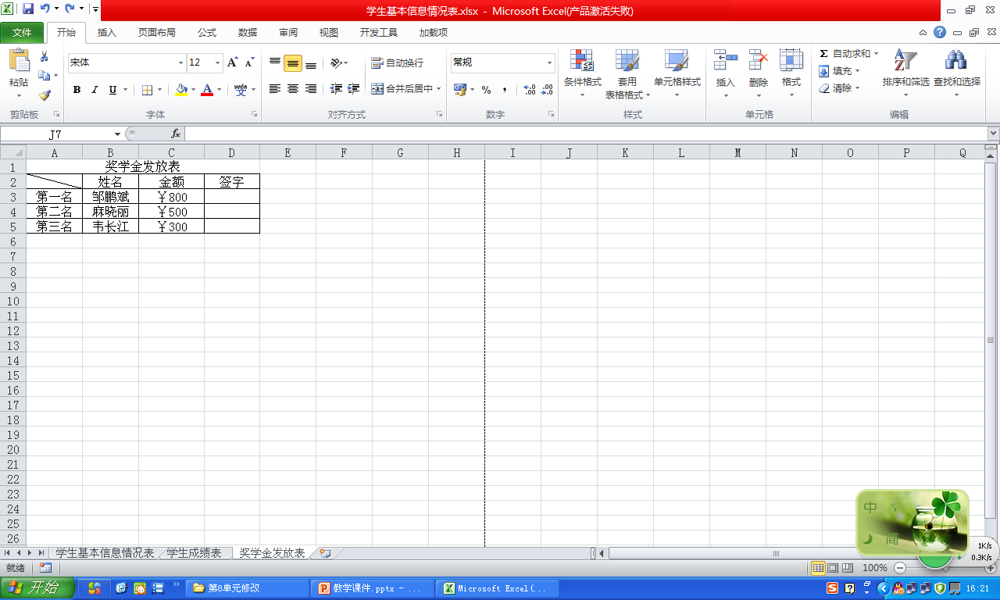 学生基本信息情况表.xlsx - Microsoft Excel(产品激活失败)
文件 开始 插入 页面布局 公式 数据 审阅 视图 开发工具 加载项
宋体 12 自动换行 常规 Σ 自动求和
粘贴 条件格式 套用 单元格样式 插入 删除 格式 填充 排序和筛选 查找和选择
B I U A wén 文 合并后居中 % , 表格格式 清除
剪贴板 字体 对齐方式 数字 样式 单元格 编辑
J7 fx
A B C D E F G H I J K L M N O P Q
1 奖学金发放表
2 姓名 金额 签字
3 第一名 邹鹏斌 ￥800
4 第二名 麻晓丽 ￥500
5 第三名 韦长江 ￥300
6
7
8
9
10
11
12
13
14
15
16
17
18
19
20
21
22
23
24
25
26
中 °,
简
学生基本信息情况表 学生成绩表 奖学金发放表
1K/s
0.3K/s
就绪 100%
开始 第8单元修改 教学课件.pptx - ... Microsoft Excel(... 16:21